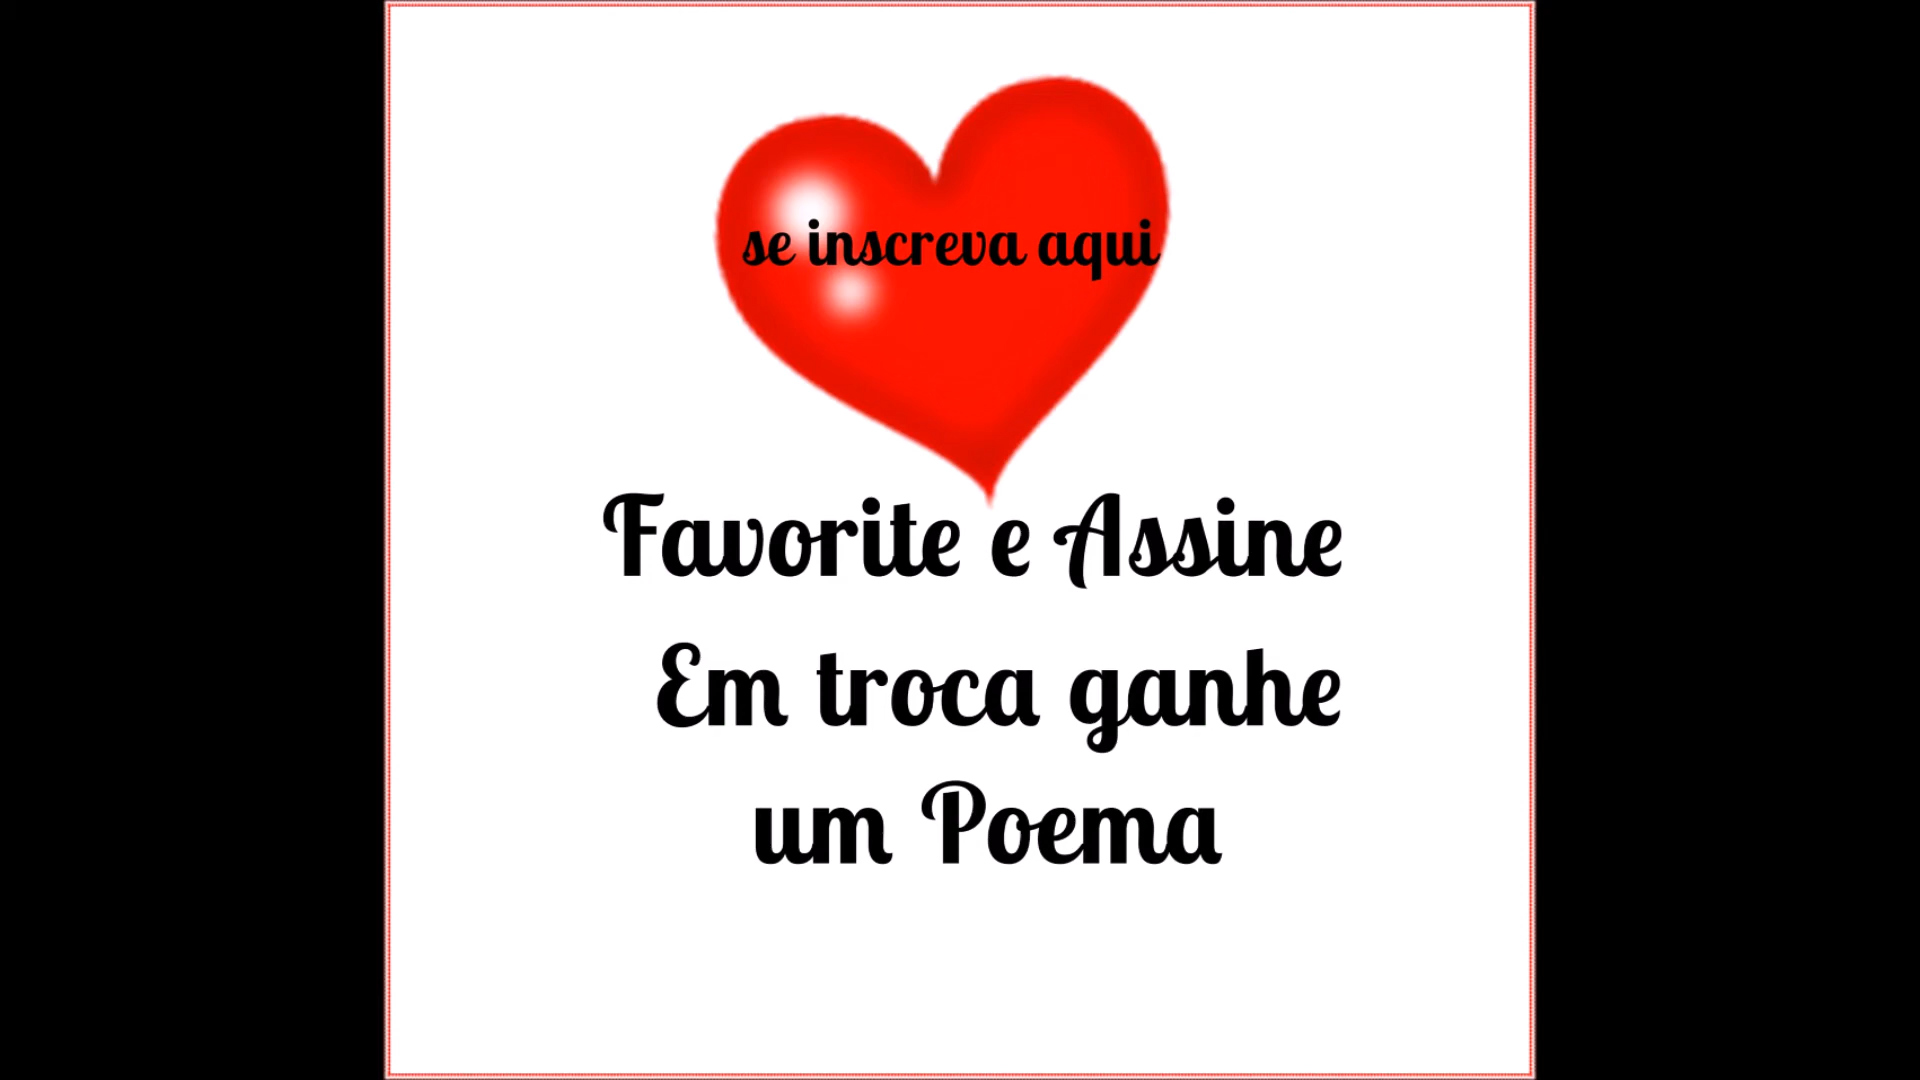 se inscreva aqui
Favorite e Assine
Em troca ganhe
um Poema